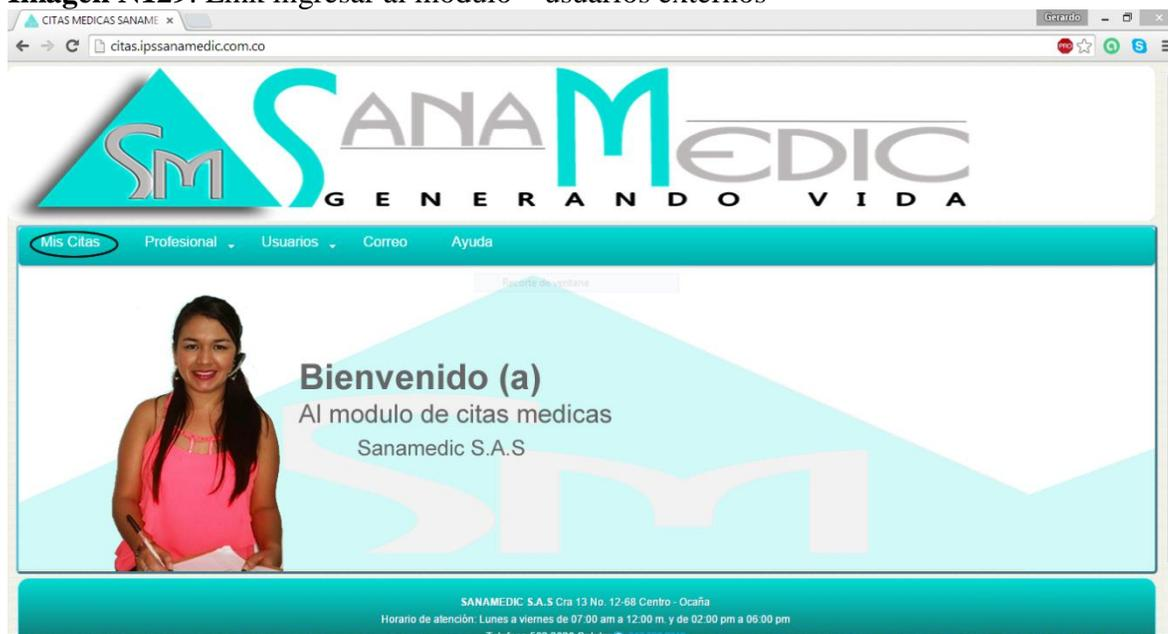 Imagen N129. Link ingresar al modulo – usuarios externos
CITAS MEDICAS SANAME ×
Gerardo
citas.ipssanamedic.com.co
PRO
S
SM
SANAMEDIC
GENERANDO VIDA
Mis Citas Profesional Usuarios Correo Ayuda
Recorte de ventana
Bienvenido (a)
Al modulo de citas medicas
Sanamedic S.A.S
SM
SANAMEDIC S.A.S Cra 13 No. 12-68 Centro - Ocaña
Horario de atención: Lunes a viernes de 07:00 am a 12:00 m. y de 02:00 pm a 06:00 pm